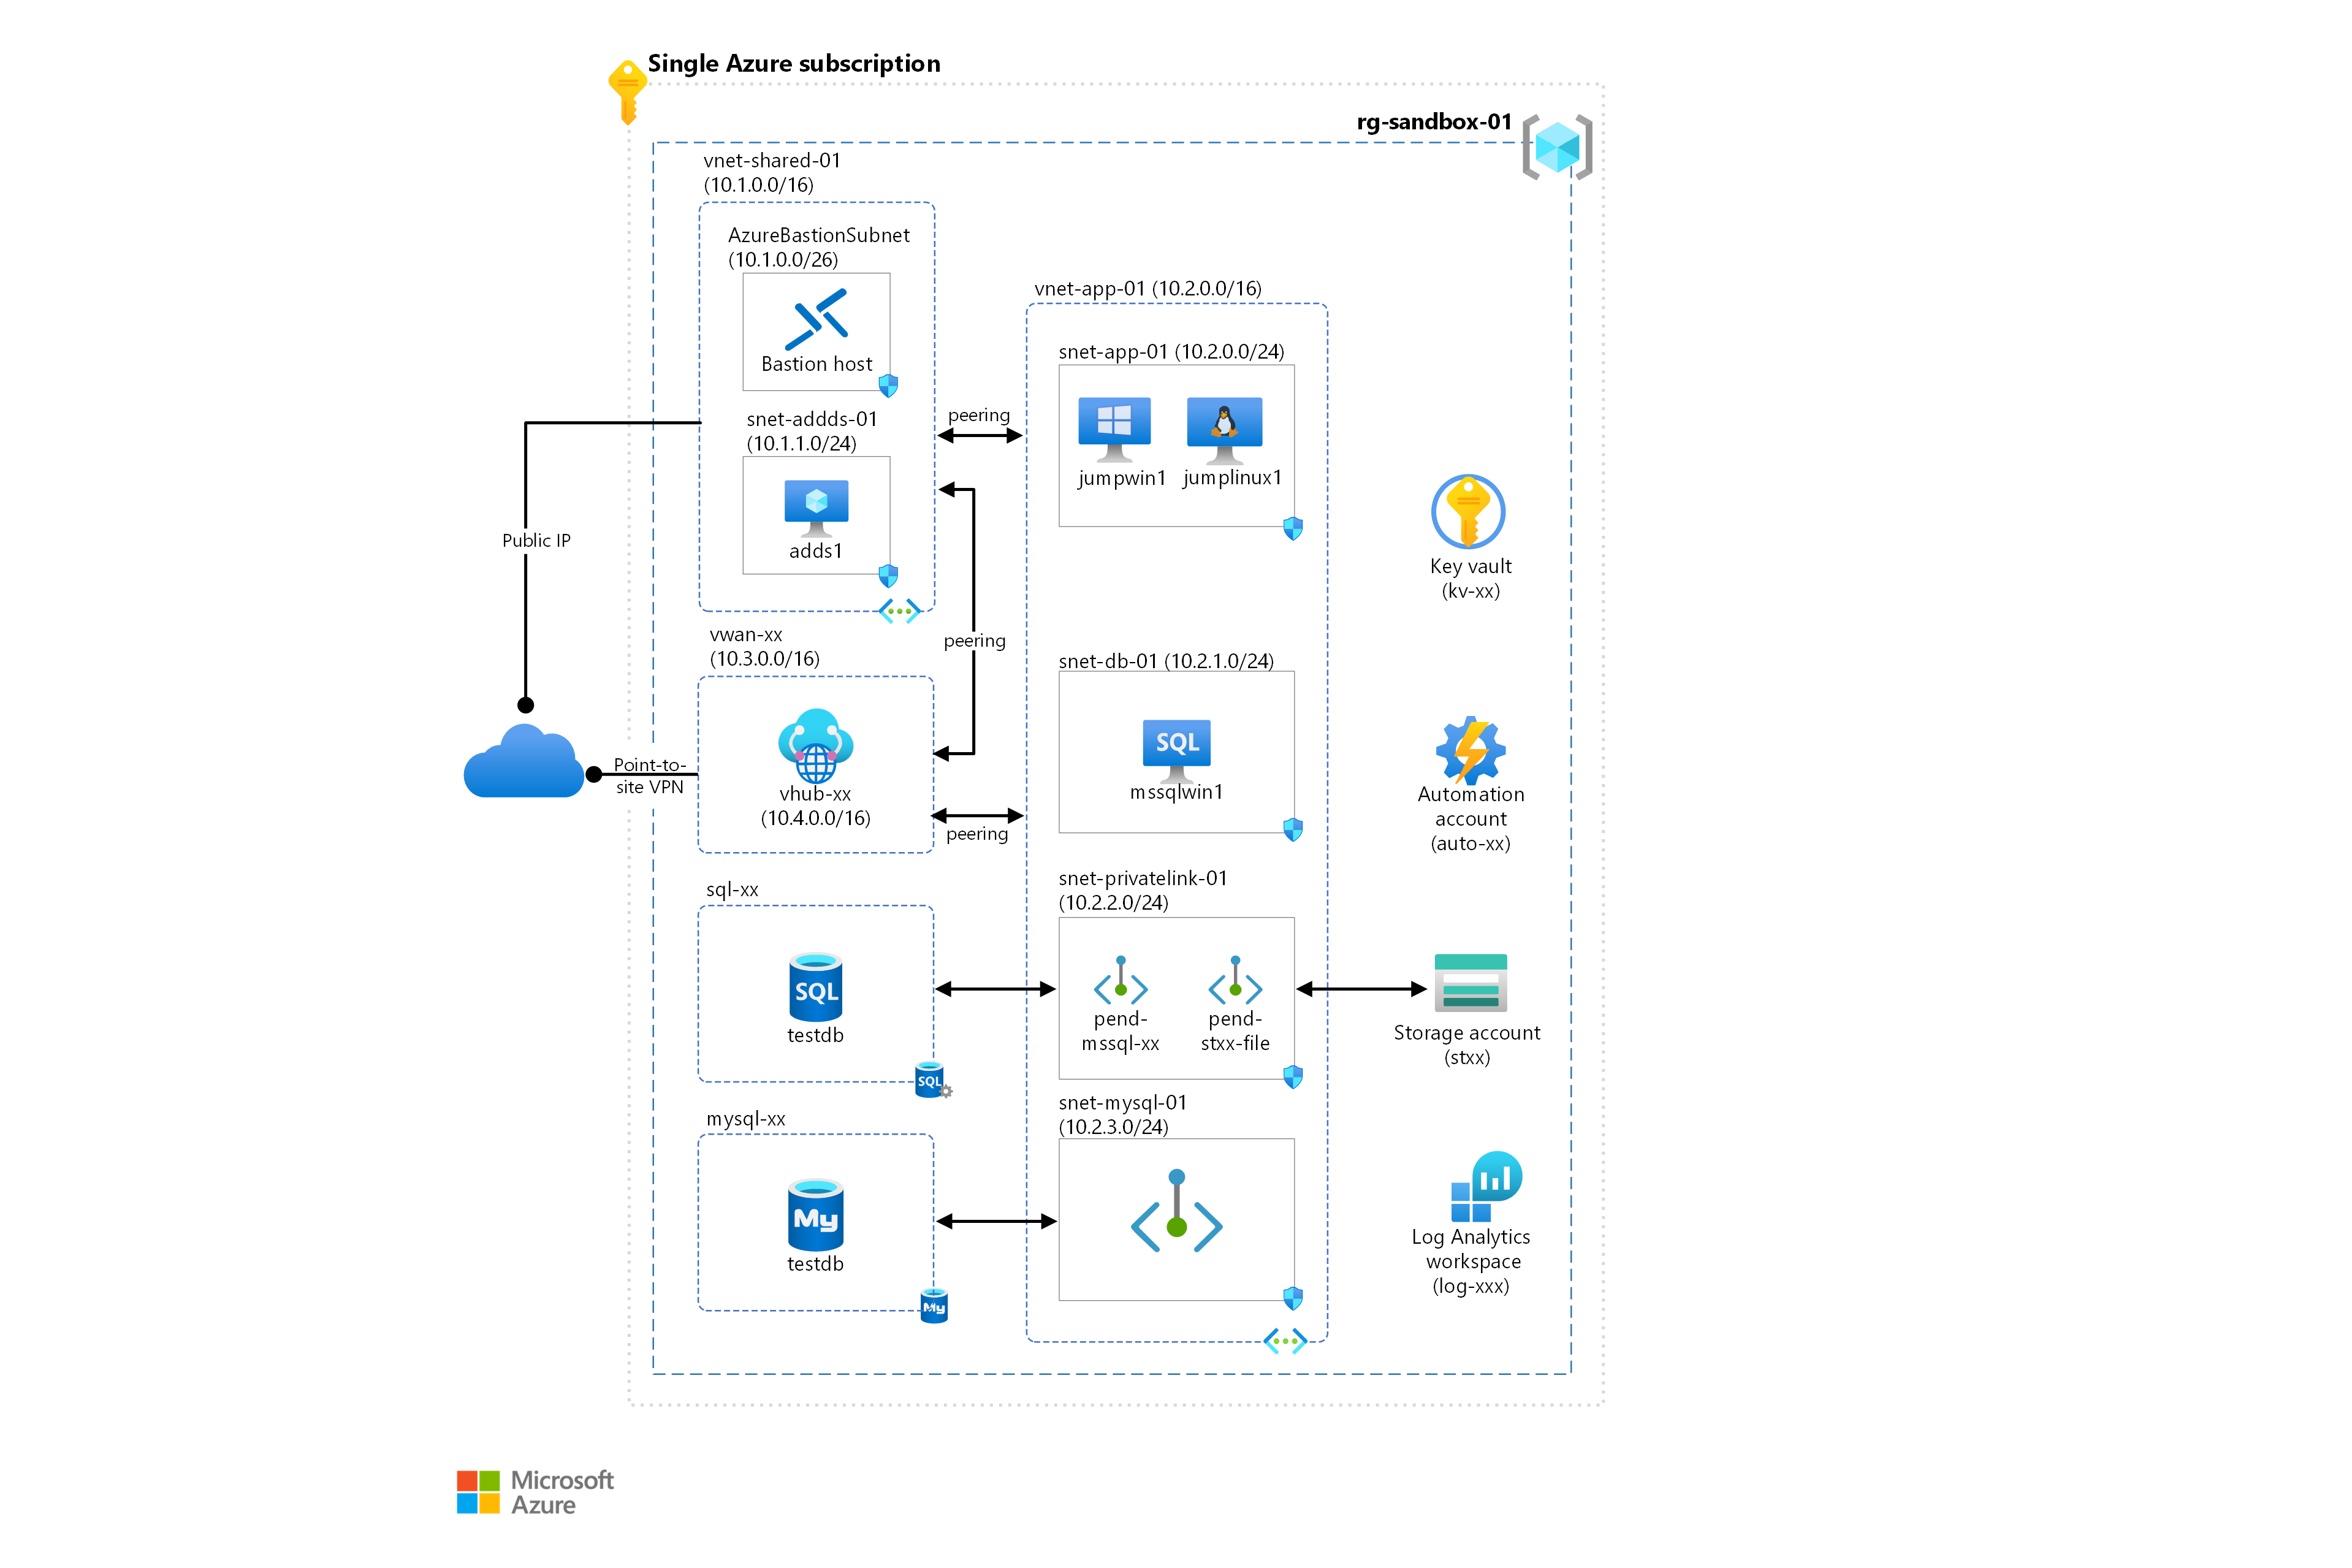 Single Azure subscription
rg-sandbox-01
vnet-shared-01
(10.1.0.0/16)
AzureBastionSubnet
(10.1.0.0/26)
Bastion host
snet-addds-01
(10.1.1.0/24)
adds1
peering
peering
Public IP
vwan-xx
(10.3.0.0/16)
vhub-xx
(10.4.0.0/16)
Point-to-
site VPN
peering
sql-xx
SQL
testdb
SQL
mysql-xx
My
testdb
My
vnet-app-01 (10.2.0.0/16)
snet-app-01 (10.2.0.0/24)
jumpwin1
jumplinux1
snet-db-01 (10.2.1.0/24)
SQL
mssqlwin1
snet-privatelink-01
(10.2.2.0/24)
pend-
mssql-xx
pend-
stxx-file
snet-mysql-01
(10.2.3.0/24)
Key vault
(kv-xx)
Automation
account
(auto-xx)
Storage account
(stxx)
Log Analytics
workspace
(log-xxx)
Microsoft
Azure